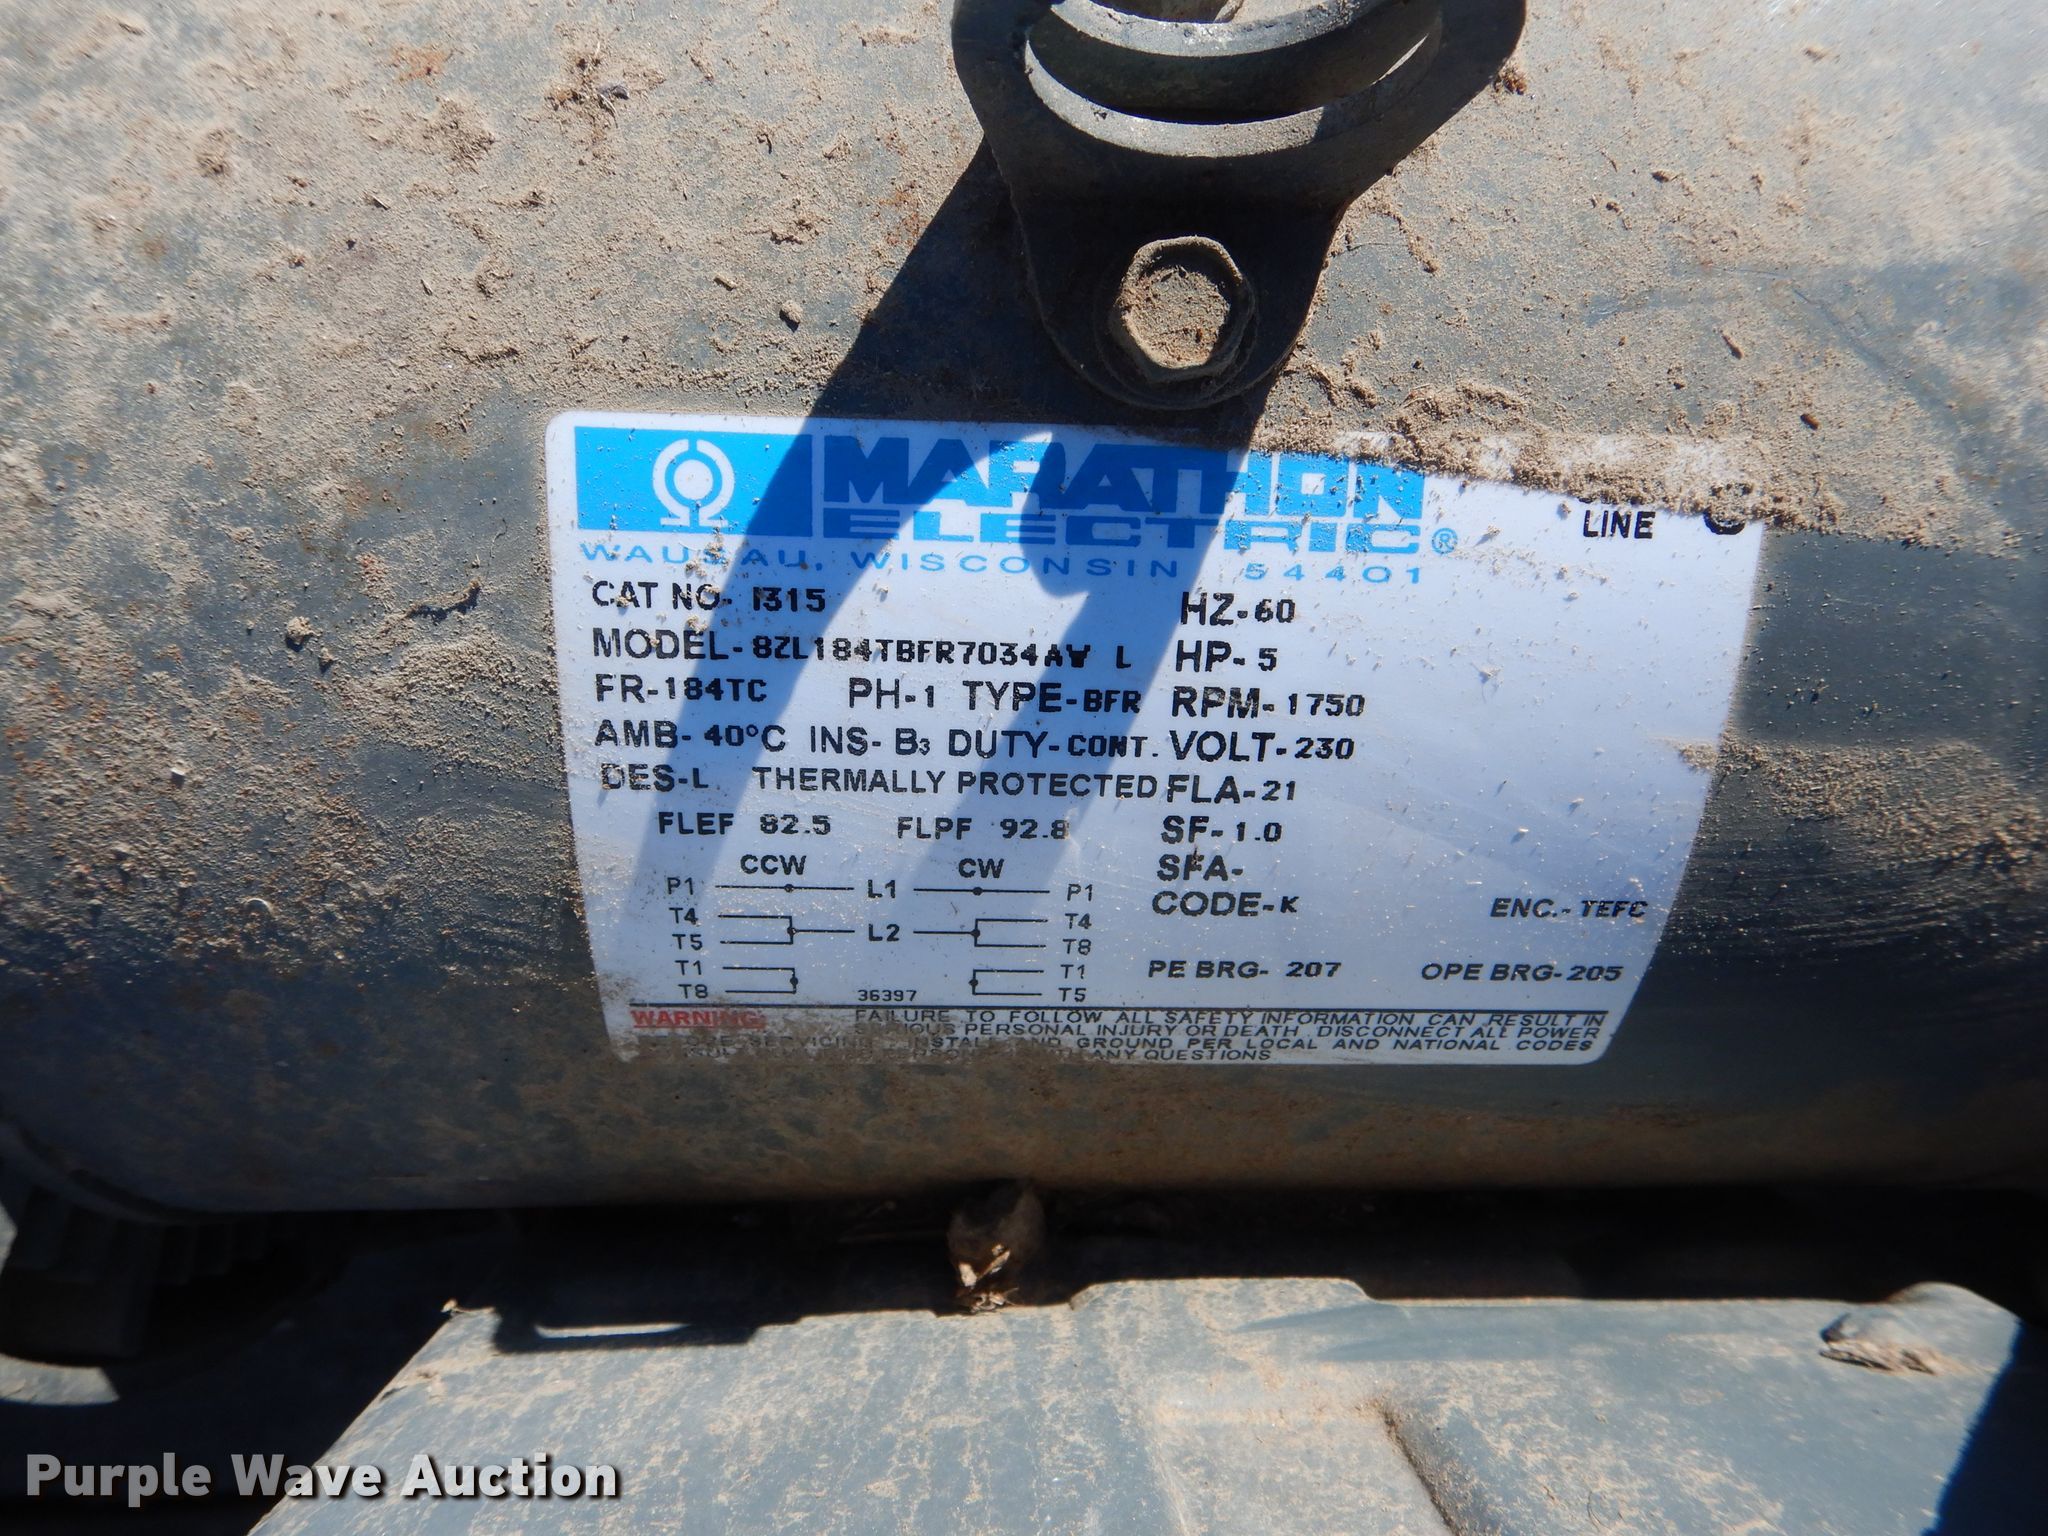 MARATHON
ELECTRIC®
WAUSAU, WISCONSIN 54401
LINE
CAT NO- I315
HZ-60
MODEL-8ZL184TBFR7034AW L
HP-5
FR-184TC PH-1 TYPE-BFR
RPM-1750
AMB-40°C INS-B3 DUTY-CONT.
VOLT-230
DES-L THERMALLY PROTECTED
FLA-21
FLEF 82.5 FLPF 92.8
SF-1.0
CCW CW
SFA-
P1 L1 P1
CODE-K
ENC.-TEFC
T4 L2 T4
T5 T8
T1 T1
PE BRG-207
OPE BRG-205
T8 36397 T5
WARNING: FAILURE TO FOLLOW ALL SAFETY INFORMATION CAN RESULT IN
SERIOUS PERSONAL INJURY OR DEATH. DISCONNECT ALL POWER
BEFORE SERVICING. INSTALL AND GROUND PER LOCAL AND NATIONAL CODES
ANY QUESTIONS
Purple Wave Auction